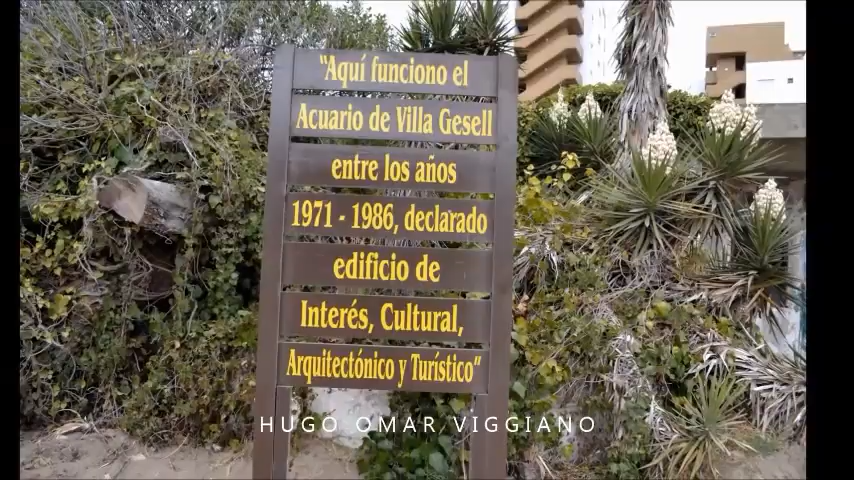 “Aquí funciono el
Acuario de Villa Gesell
entre los años
1971 - 1986, declarado
edificio de
Interés, Cultural,
Arquitectónico y Turístico”
HUGO OMAR VIGGIANO